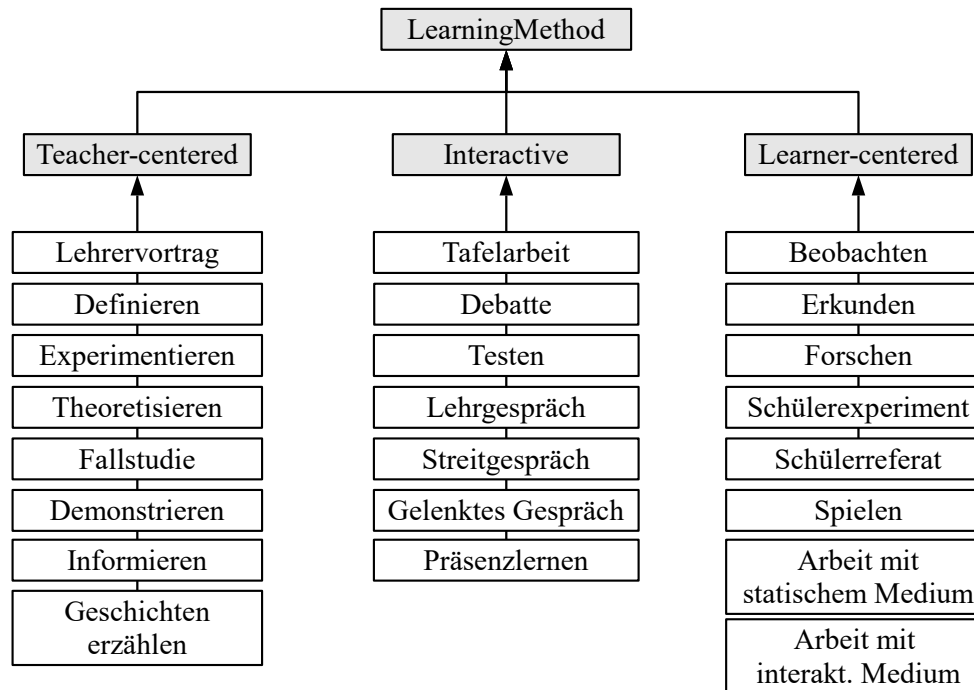 LearningMethod
Teacher-centered
Interactive
Learner-centered
Lehrervortrag
Definieren
Experimentieren
Theoretisieren
Fallstudie
Demonstrieren
Informieren
Geschichten
erzählen
Tafelarbeit
Debatte
Testen
Lehrgespräch
Streitgespräch
Gelenktes Gespräch
Präsenzlernen
Beobachten
Erkunden
Forschen
Schülerexperiment
Schülerreferat
Spielen
Arbeit mit
statischem Medium
Arbeit mit
interakt. Medium